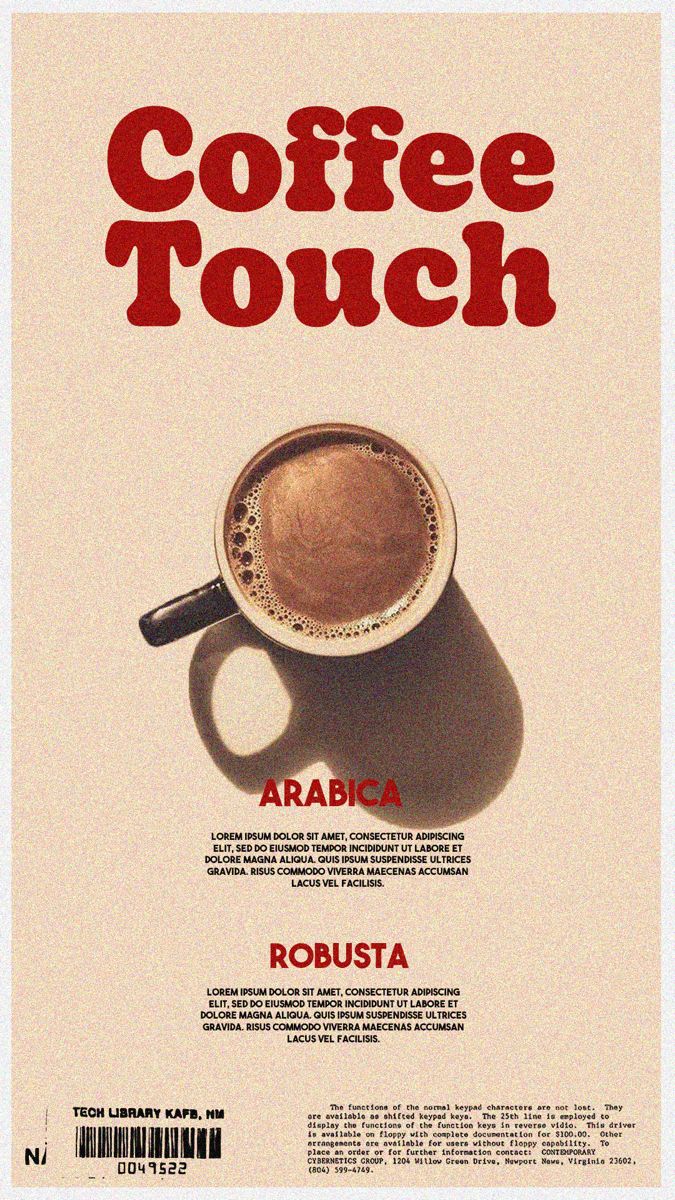 Coffee
Touch
ARABICA
LOREM IPSUM DOLOR SIT AMET, CONSECTETUR ADIPISCING
ELIT, SED DO EIUSMOD TEMPOR INCIDIDUNT UT LABORE ET
DOLORE MAGNA ALIQUA. QUIS IPSUM SUSPENDISSE ULTRICES
GRAVIDA. RISUS COMMODO VIVERRA MAECENAS ACCUMSAN
LACUS VEL FACILISIS.
ROBUSTA
LOREM IPSUM DOLOR SIT AMET, CONSECTETUR ADIPISCING
ELIT, SED DO EIUSMOD TEMPOR INCIDIDUNT UT LABORE ET
DOLORE MAGNA ALIQUA. QUIS IPSUM SUSPENDISSE ULTRICES
GRAVIDA. RISUS COMMODO VIVERRA MAECENAS ACCUMSAN
LACUS VEL FACILISIS.
TECH LIBRARY KAFB, NM
0049522
The functions of the normal keypad characters are not lost. They
are available as shifted keypad keys. The 25th line is employed to
display the functions of the function keys in reverse vidio. This driver
is available on floppy with complete documentation for $100.00. Other
arrangements are available for users without floppy capability. To
place an order or for further information contact: CONTEMPORARY
CYBERNETICS GROUP, 1204 Willow Green Drive, Newport News, Virginia 23602,
(804) 599-4749.